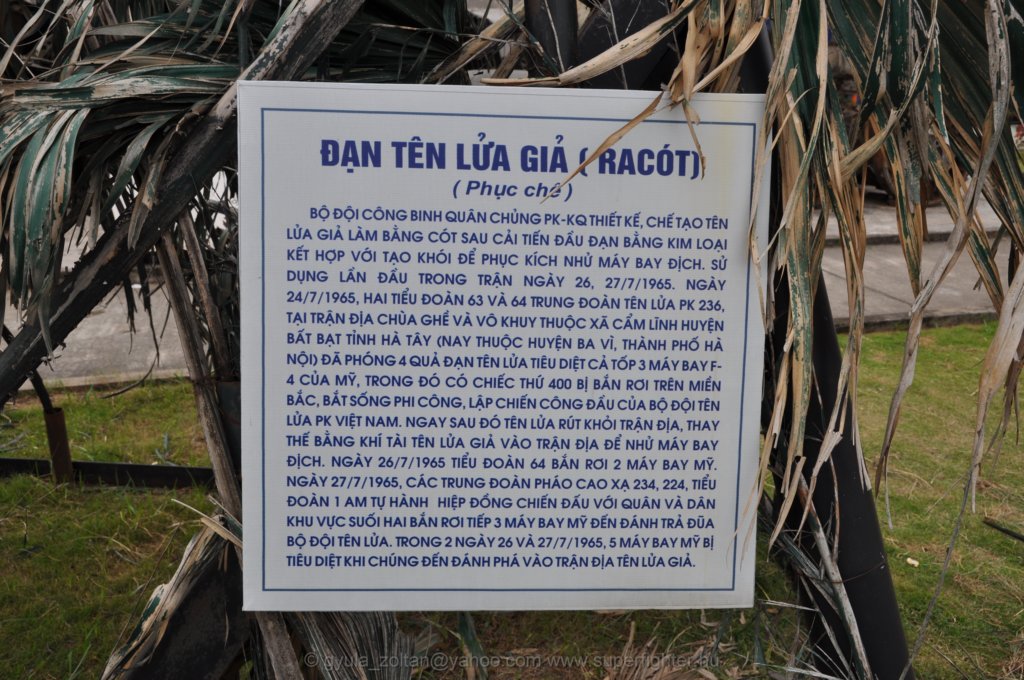 ĐẠN TÊN LỬA GIẢ ( RACÓT)
( Phục chế )
BỘ ĐỘI CÔNG BINH QUÂN CHỦNG PK-KQ THIẾT KẾ, CHẾ TẠO TÊN
LỬA GIẢ LÀM BẰNG CÓT SAU CẢI TIẾN ĐẦU ĐẠN BẰNG KIM LOẠI
KẾT HỢP VỚI TẠO KHÓI ĐỂ PHỤC KÍCH NHỬ MÁY BAY ĐỊCH. SỬ
DỤNG LẦN ĐẦU TRONG TRẬN NGÀY 26, 27/7/1965. NGÀY
24/7/1965, HAI TIỂU ĐOÀN 63 VÀ 64 TRUNG ĐOÀN TÊN LỬA PK 236,
TẠI TRẬN ĐỊA CHÙA GHỀ VÀ VÔ KHUY THUỘC XÃ CẨM LĨNH HUYỆN
BẤT BẠT TỈNH HÀ TÂY (NAY THUỘC HUYỆN BA VÌ, THÀNH PHỐ HÀ
NỘI) ĐÃ PHÓNG 4 QUẢ ĐẠN TÊN LỬA TIÊU DIỆT CẢ TỐP 3 MÁY BAY F-
4 CỦA MỸ, TRONG ĐÓ CÓ CHIẾC THỨ 400 BỊ BẮN RƠI TRÊN MIỀN
BẮC, BẮT SỐNG PHI CÔNG, LẬP CHIẾN CÔNG ĐẦU CỦA BỘ ĐỘI TÊN
LỬA PK VIỆT NAM. NGAY SAU ĐÓ TÊN LỬA RÚT KHỎI TRẬN ĐỊA, THAY
THẾ BẰNG KHÍ TÀI TÊN LỬA GIẢ VÀO TRẬN ĐỊA ĐỂ NHỬ MÁY BAY
ĐỊCH. NGÀY 26/7/1965 TIỂU ĐOÀN 64 BẮN RƠI 2 MÁY BAY MỸ.
NGÀY 27/7/1965, CÁC TRUNG ĐOÀN PHÁO CAO XẠ 234, 224, TIỂU
ĐOÀN 1 AM TỰ HÀNH HIỆP ĐỒNG CHIẾN ĐẤU VỚI QUÂN VÀ DÂN
KHU VỰC SUỐI HAI BẮN RƠI TIẾP 3 MÁY BAY MỸ ĐẾN ĐÁNH TRẢ ĐŨA
BỘ ĐỘI TÊN LỬA. TRONG 2 NGÀY 26 VÀ 27/7/1965, 5 MÁY BAY MỸ BỊ
TIÊU DIỆT KHI CHÚNG ĐẾN ĐÁNH PHÁ VÀO TRẬN ĐỊA TÊN LỬA GIẢ.
© gyula_zoltan@yahoo.com www.superfighter.hu